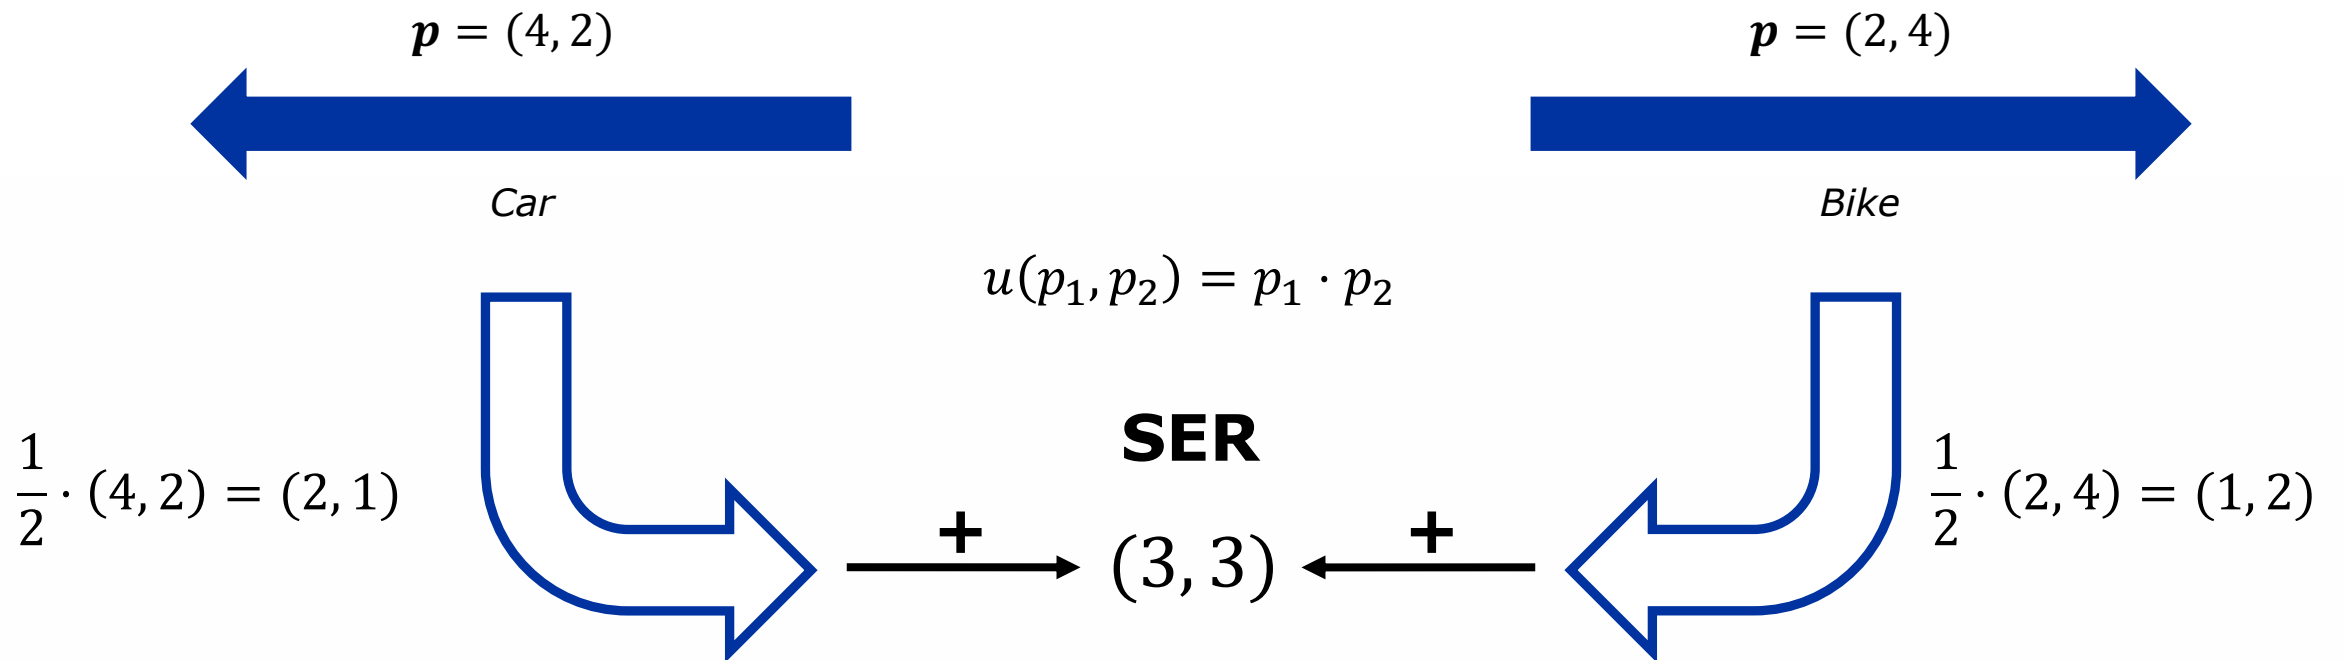 𝒑 = (4, 2)
𝒑 = (2, 4)
Car
Bike
u(p₁, p₂) = p₁ · p₂
SER
1/2 · (4, 2) = (2, 1)
+
(3, 3)
+
1/2 · (2, 4) = (1, 2)